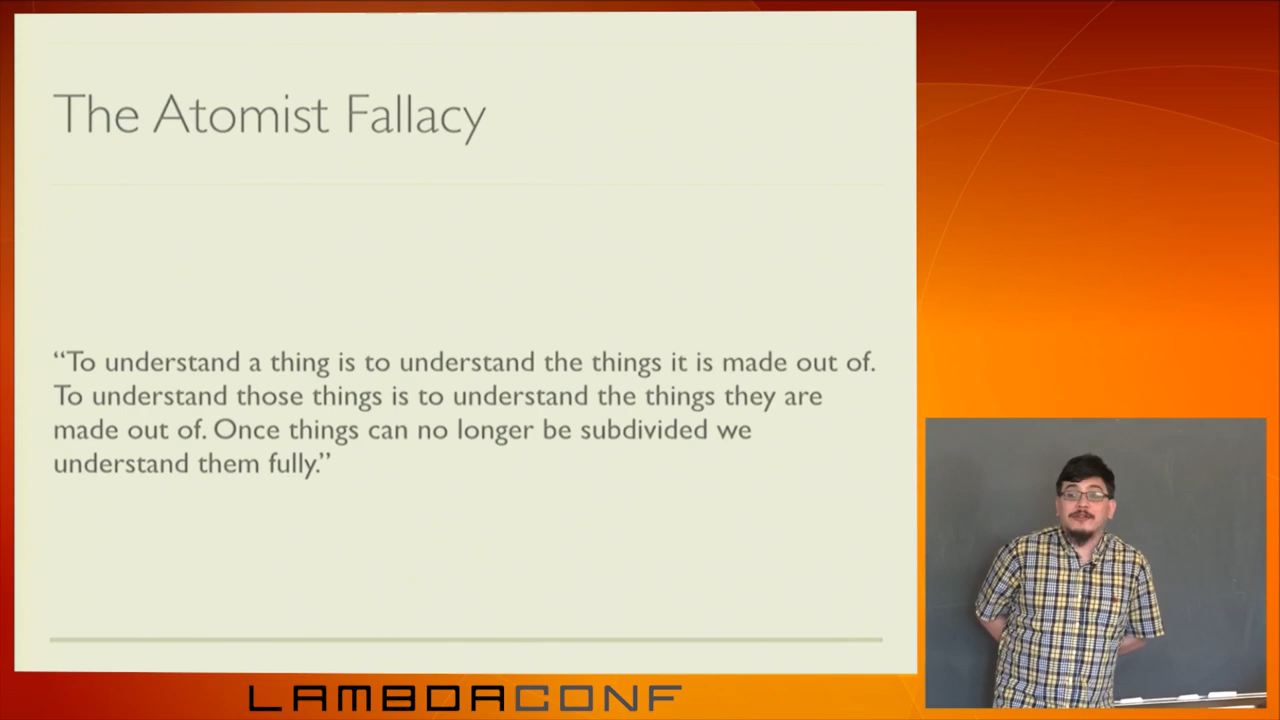 The Atomist Fallacy
“To understand a thing is to understand the things it is made out of.
To understand those things is to understand the things they are
made out of. Once things can no longer be subdivided we
understand them fully.”
LAMBDACONF